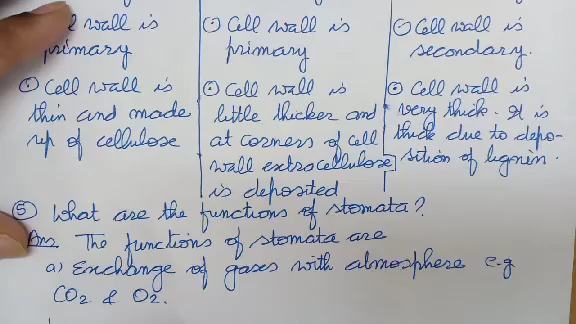 wall is
primary
Cell wall is
thin and made
up of cellulose
Cell wall is
primary
Cell wall is
little thicker and
at corners of cell
wall extracellulose
is deposited
Cell wall is
secondary.
Cell wall is
very thick. It is
thick due to depo-
sition of lignin.
5 What are the functions of stomata?
Ans. The functions of stomata are
a) Exchange of gases with atmosphere e.g
CO2 & O2.